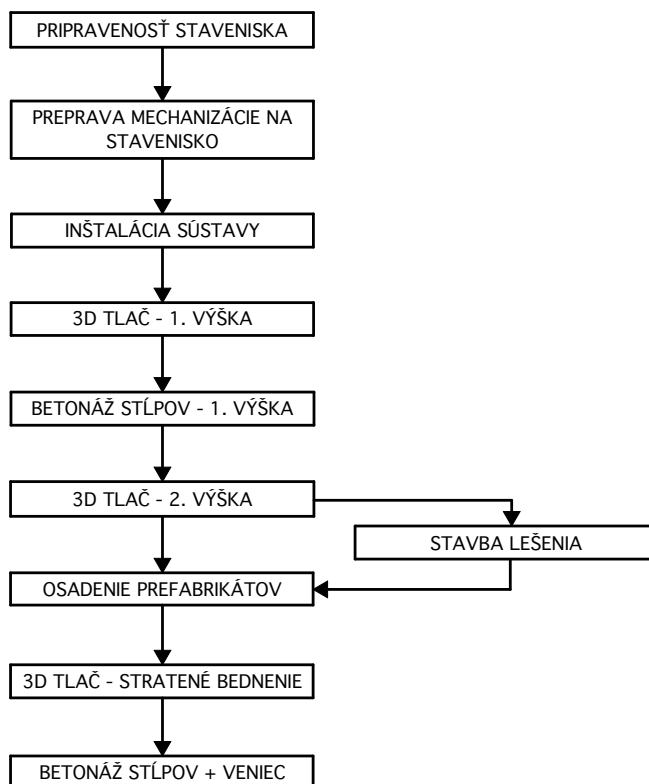 PRIPRAVENOSŤ STAVENISKA
PREPRAVA MECHANIZÁCIE NA
STAVENISKO
INŠTALÁCIA SÚSTAVY
3D TLAČ - 1. VÝŠKA
BETONÁŽ STĹPOV - 1. VÝŠKA
3D TLAČ - 2. VÝŠKA
STAVBA LEŠENIA
OSADENIE PREFABRIKÁTOV
3D TLAČ - STRATENÉ BEDNENIE
BETONÁŽ STĹPOV + VENIEC